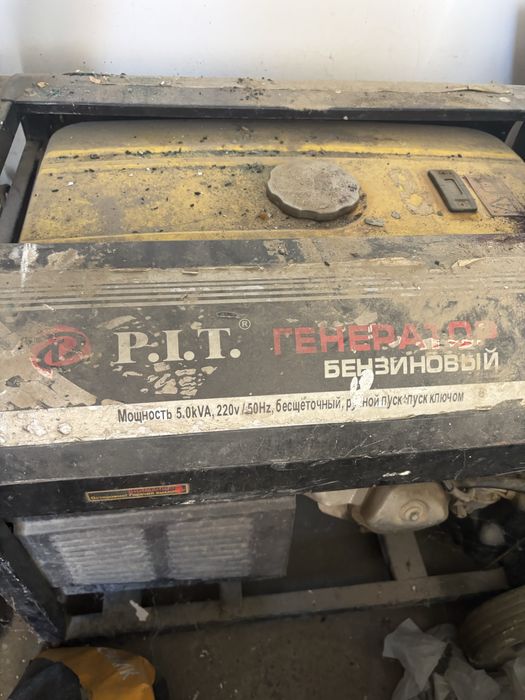 P.I.T.® ГЕНЕРАТОР
БЕНЗИНОВЫЙ
Мощность 5.0kVA, 220v / 50Hz, бесщёточный, ручной пуск+пуск ключом